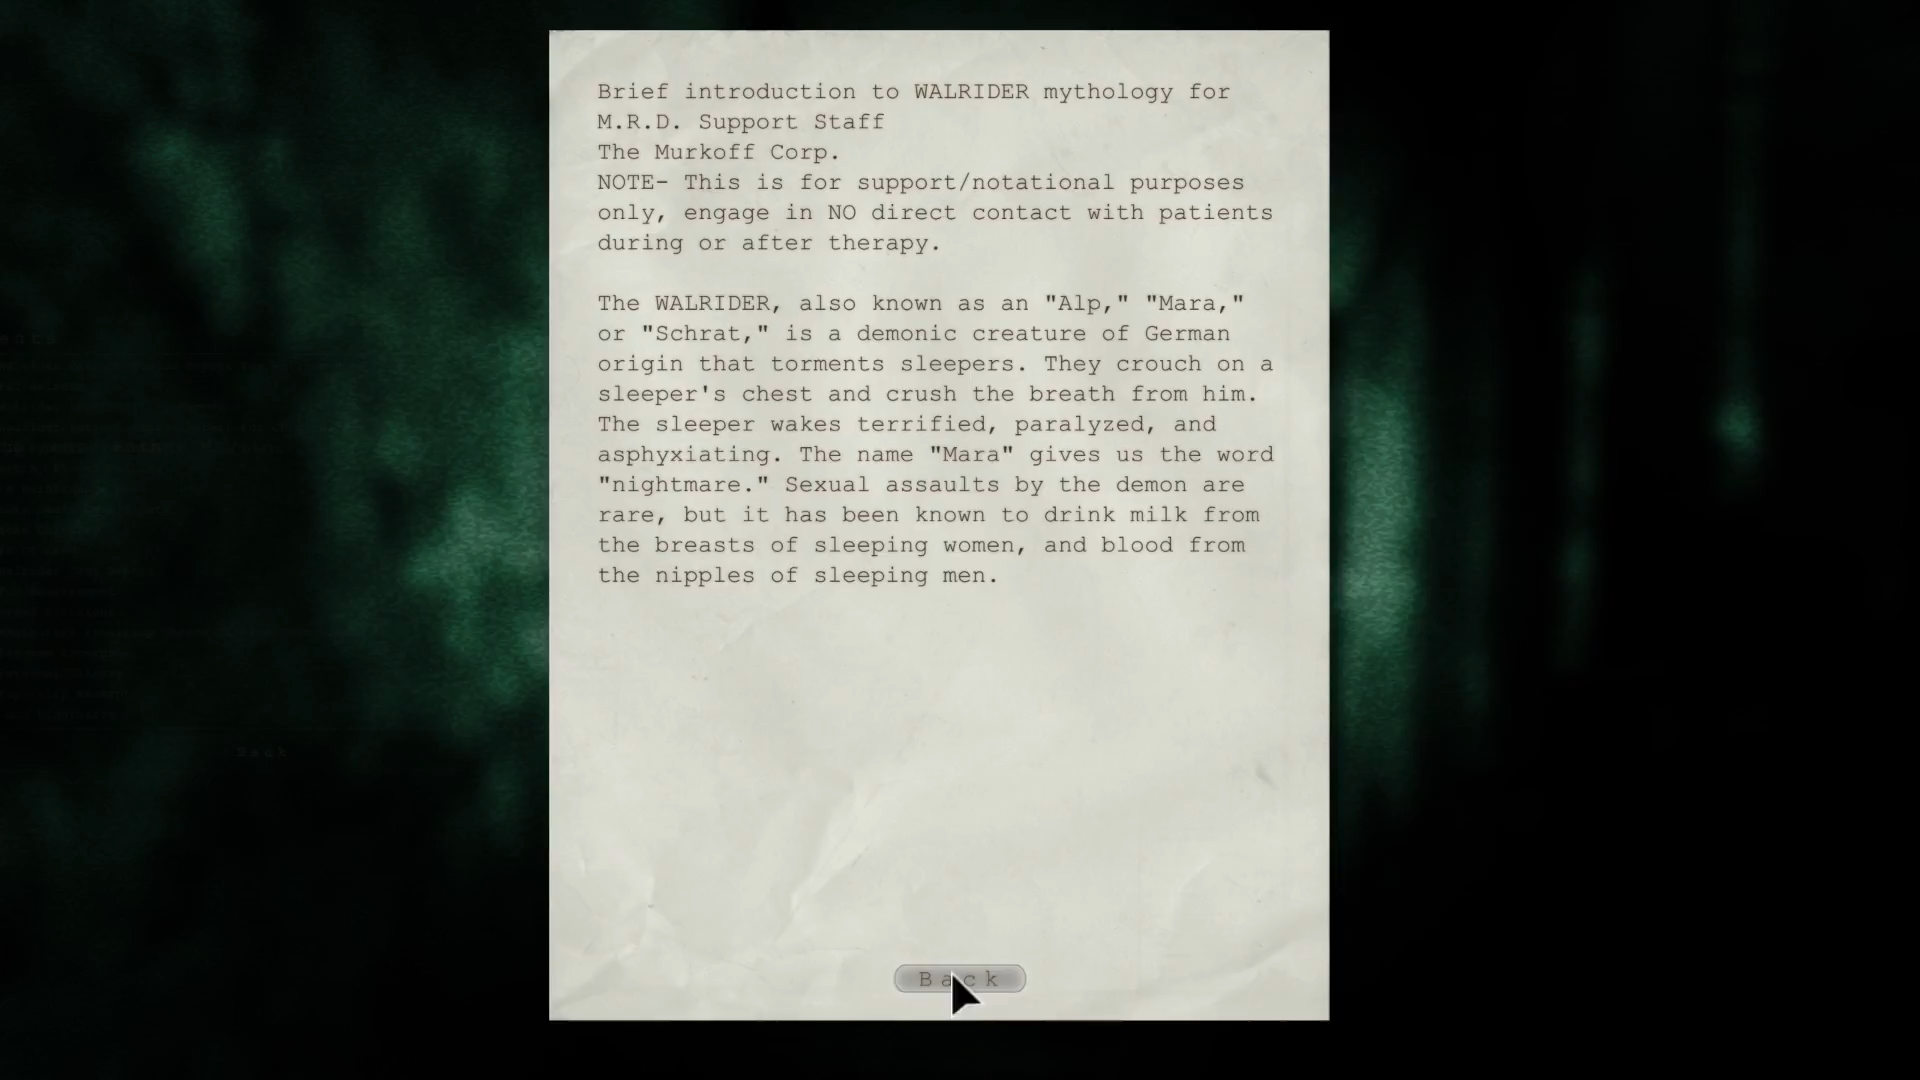 Brief introduction to WALRIDER mythology for
M.R.D. Support Staff
The Murkoff Corp.
NOTE- This is for support/notational purposes
only, engage in NO direct contact with patients
during or after therapy.
The WALRIDER, also known as an "Alp," "Mara,"
or "Schrat," is a demonic creature of German
origin that torments sleepers. They crouch on a
sleeper's chest and crush the breath from him.
The sleeper wakes terrified, paralyzed, and
asphyxiating. The name "Mara" gives us the word
"nightmare." Sexual assaults by the demon are
rare, but it has been known to drink milk from
the breasts of sleeping women, and blood from
the nipples of sleeping men.
Back
Back